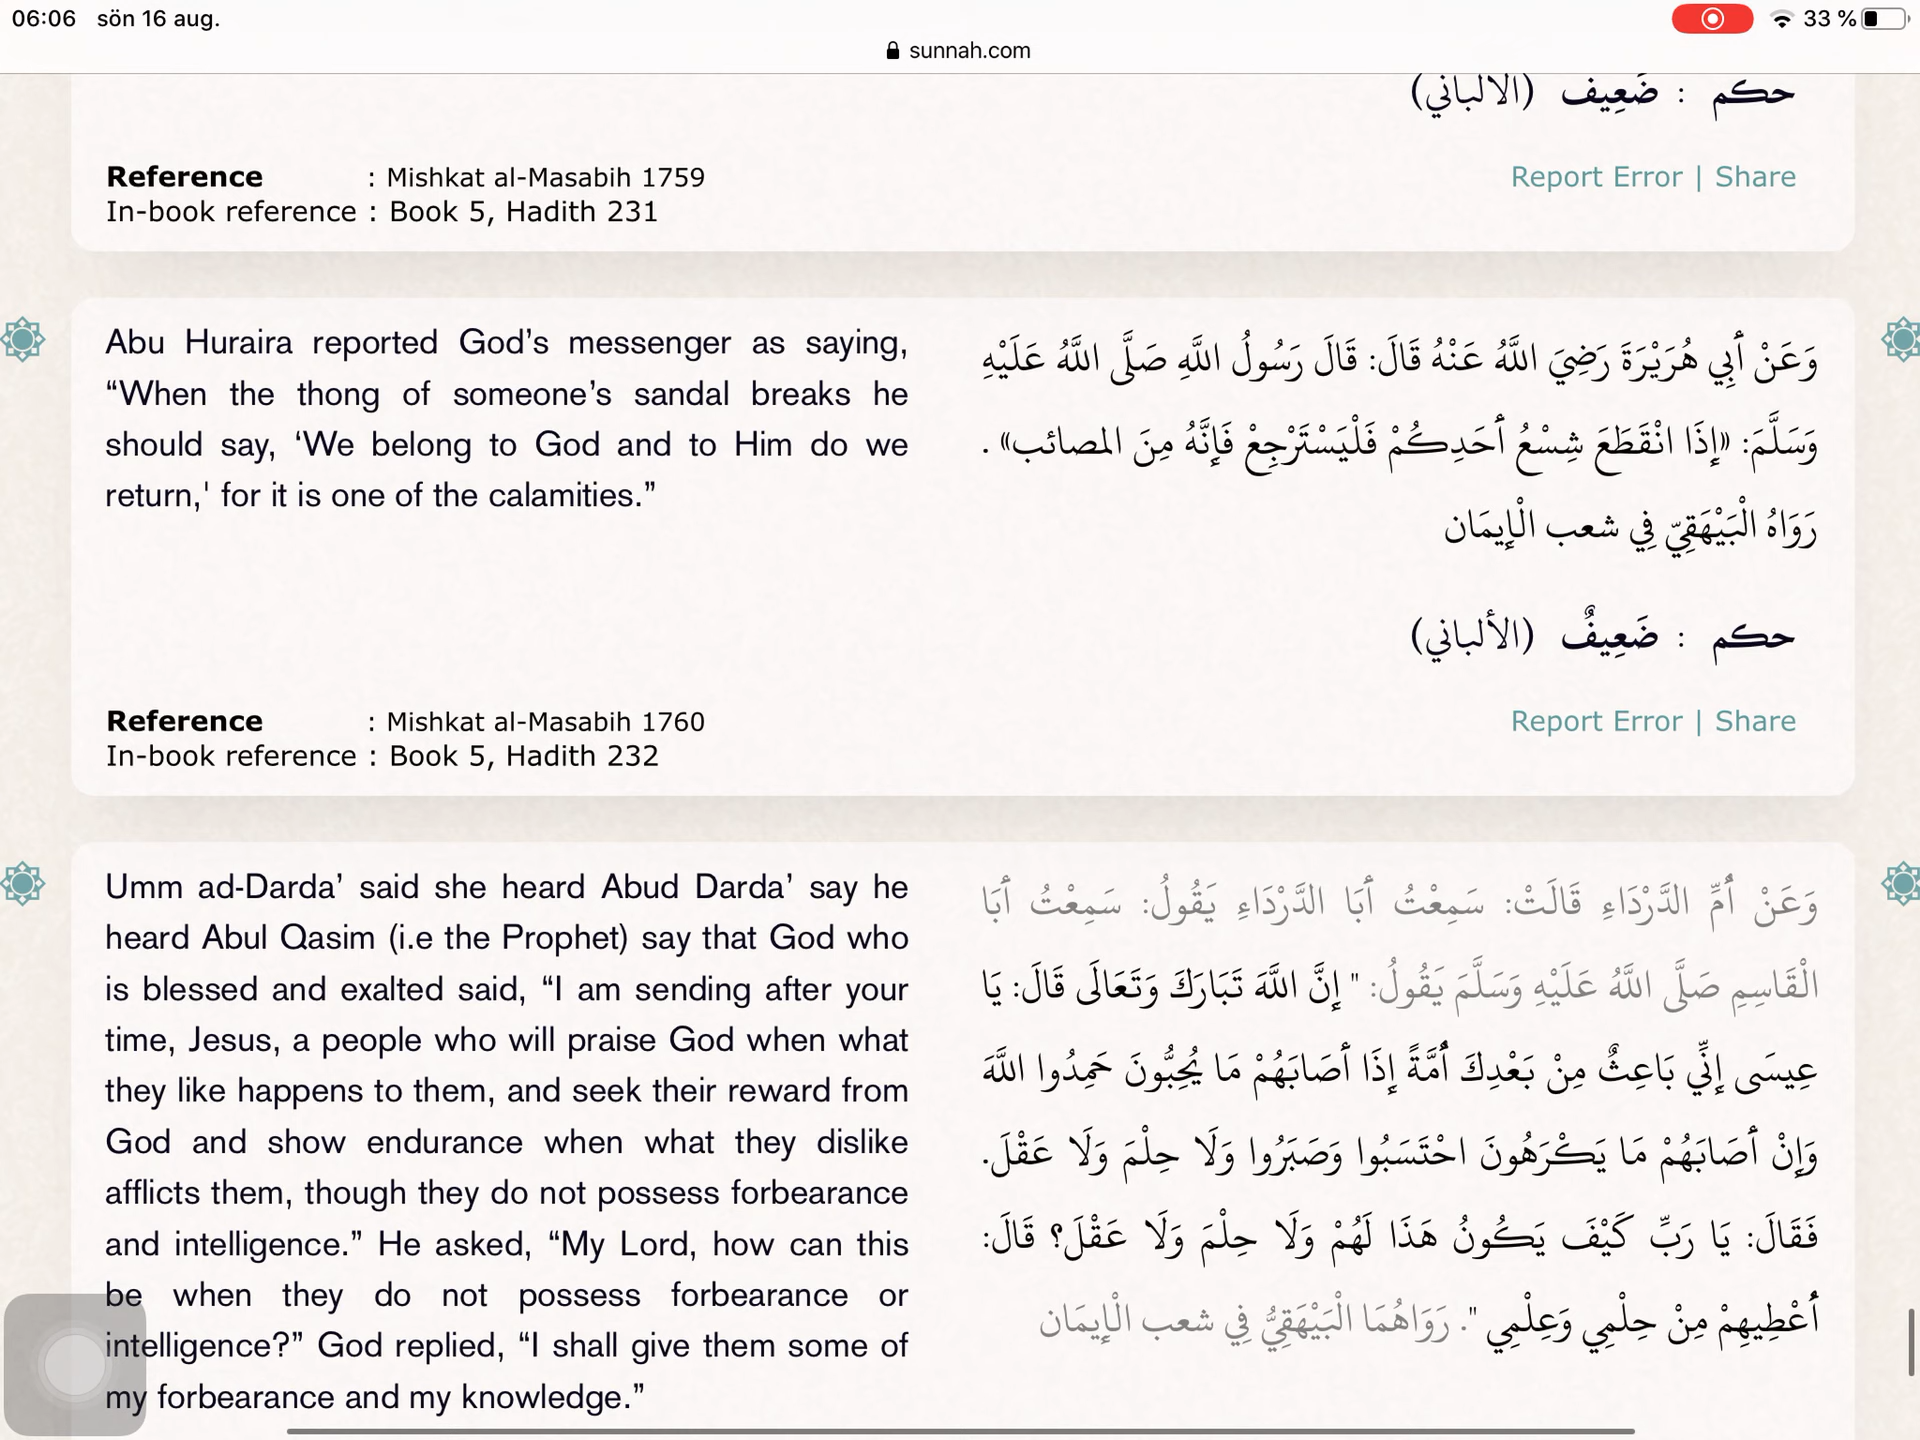 06:06 sön 16 aug.
33 %
sunnah.com
حكم : ضَعِيف (الألباني)
Reference : Mishkat al-Masabih 1759
Report Error | Share
In-book reference : Book 5, Hadith 231
Abu Huraira reported God’s messenger as saying,
“When the thong of someone’s sandal breaks he
should say, ‘We belong to God and to Him do we
return,' for it is one of the calamities.”
وَعَنْ أَبِي هُرَيْرَةَ رَضِيَ اللَّهُ عَنْهُ قَالَ: قَالَ رَسُولُ اللَّهِ صَلَّى اللَّهُ عَلَيْهِ
وَسَلَّمَ: «إِذَا انْقَطَعَ شِسْعُ أَحَدِكُمْ فَلْيَسْتَرْجِعْ فَإِنَّهُ مِنَ المصائب» .
رَوَاهُ الْبَيْهَقِيّ فِي شعب الْإِيمَان
حكم : ضَعِيفٌ (الألباني)
Reference : Mishkat al-Masabih 1760
Report Error | Share
In-book reference : Book 5, Hadith 232
Umm ad-Darda’ said she heard Abud Darda’ say he
heard Abul Qasim (i.e the Prophet) say that God who
is blessed and exalted said, “I am sending after your
time, Jesus, a people who will praise God when what
they like happens to them, and seek their reward from
God and show endurance when what they dislike
afflicts them, though they do not possess forbearance
and intelligence.” He asked, “My Lord, how can this
be when they do not possess forbearance or
intelligence?” God replied, “I shall give them some of
my forbearance and my knowledge.”
وَعَنْ أُمِّ الدَّرْدَاءِ قَالَتْ: سَمِعْتُ أَبَا الدَّرْدَاءِ يَقُولُ: سَمِعْتُ أَبَا
الْقَاسِمِ صَلَّى اللَّهُ عَلَيْهِ وَسَلَّمَ يَقُولُ: " إِنَّ اللَّهَ تَبَارَكَ وَتَعَالَى قَالَ: يَا
عِيسَى إِنِّي بَاعِثٌ مِنْ بَعْدِكَ أُمَّةً إِذَا أَصَابَهُمْ مَا يُحِبُّونَ حَمِدُوا اللَّهَ
وَإِنْ أَصَابَهُمْ مَا يَكْرَهُونَ احْتَسَبُوا وَصَبَرُوا وَلَا حِلْمَ وَلَا عَقْلَ.
فَقَالَ: يَا رَبِّ كَيْفَ يَكُونُ هَذَا لَهُمْ وَلَا حِلْمَ وَلَا عَقْلَ؟ قَالَ:
أُعْطِيهِمْ مِنْ حِلْمِي وَعِلْمِي ". رَوَاهُمَا الْبَيْهَقِيُّ فِي شعب الْإِيمَان